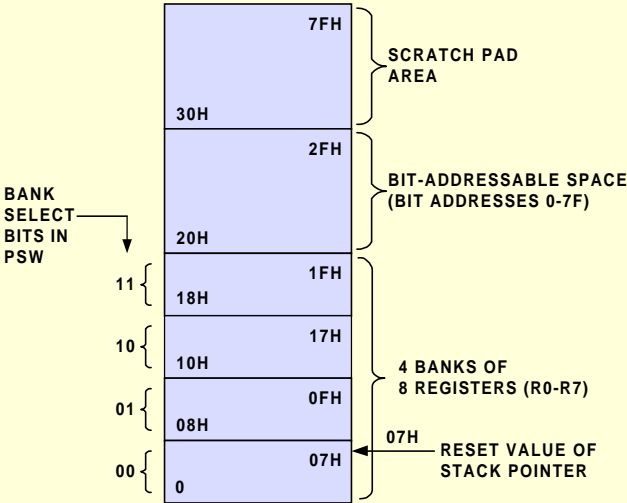 7FH
SCRATCH PAD
AREA
30H
2FH
BIT-ADDRESSABLE SPACE
(BIT ADDRESSES 0-7F)
20H
BANK
SELECT
BITS IN
PSW
11
1FH
18H
10
17H
10H
4 BANKS OF
8 REGISTERS (R0-R7)
01
0FH
08H
00
07H
0
07H
RESET VALUE OF
STACK POINTER